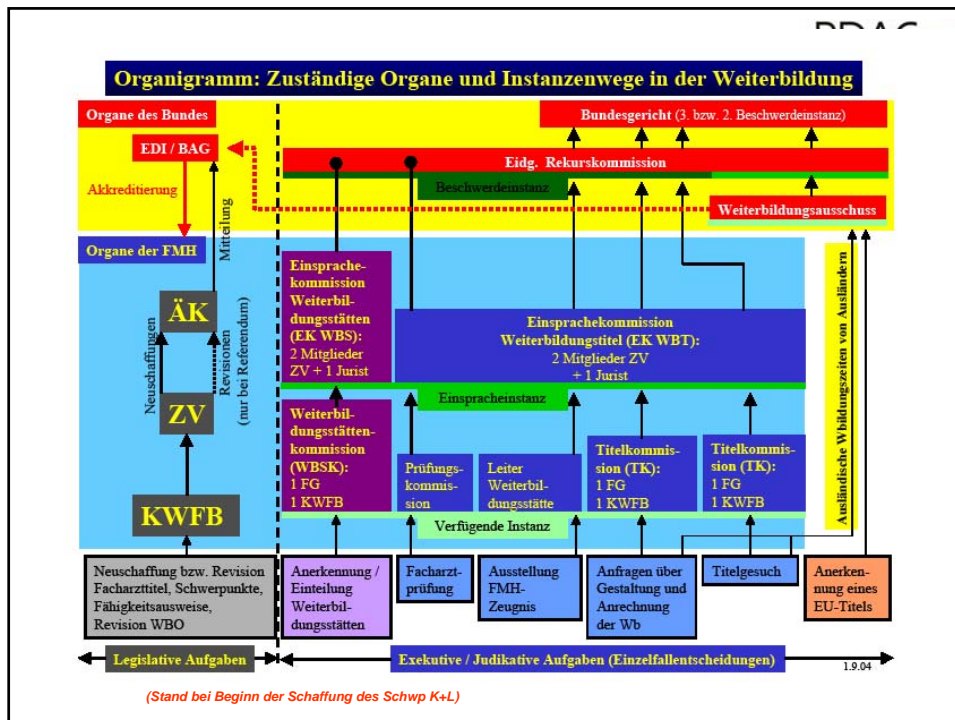 Organigramm: Zuständige Organe und Instanzenwege in der Weiterbildung
Organe des Bundes
Bundesgericht (3. bzw. 2. Beschwerdeinstanz)
EDI / BAG
Eidg. Rekurskommission
Akkreditierung
Beschwerdeinstanz
Mitteilung
Weiterbildungsausschuss
Organe der FMH
Einsprache-
kommission
Weiterbil-
dungsstätten
(EK WBS):
2 Mitglieder
ZV + 1 Jurist
Einsprachekommission
Weiterbildungstitel (EK WBT):
2 Mitglieder ZV
+ 1 Jurist
Ausländische Wbildungszeiten von Ausländern
ÄK
Neuschaffungen
Revisionen
(nur bei Referendum)
ZV
Einspracheinstanz
Weiterbil-
dungsstätten-
kommission
(WBSK):
1 FG
1 KWFB
Prüfungs-
kommis-
sion
Leiter
Weiterbil-
dungsstätte
Titelkommis-
sion (TK):
1 FG
1 KWFB
Titelkommis-
sion (TK):
1 FG
1 KWFB
KWFB
Verfügende Instanz
Neuschaffung bzw. Revision
Facharzttitel, Schwerpunkte,
Fähigkeitsausweise,
Revision WBO
Anerkennung /
Einteilung
Weiterbil-
dungsstätten
Facharzt-
prüfung
Ausstellung
FMH-
Zeugnis
Anfragen über
Gestaltung und
Anrechnung
der Wb
Titelgesuch
Anerken-
nung eines
EU-Titels
Legislative Aufgaben
Exekutive / Judikative Aufgaben (Einzelfallentscheidungen)
1.9.04
(Stand bei Beginn der Schaffung des Schwp K+L)